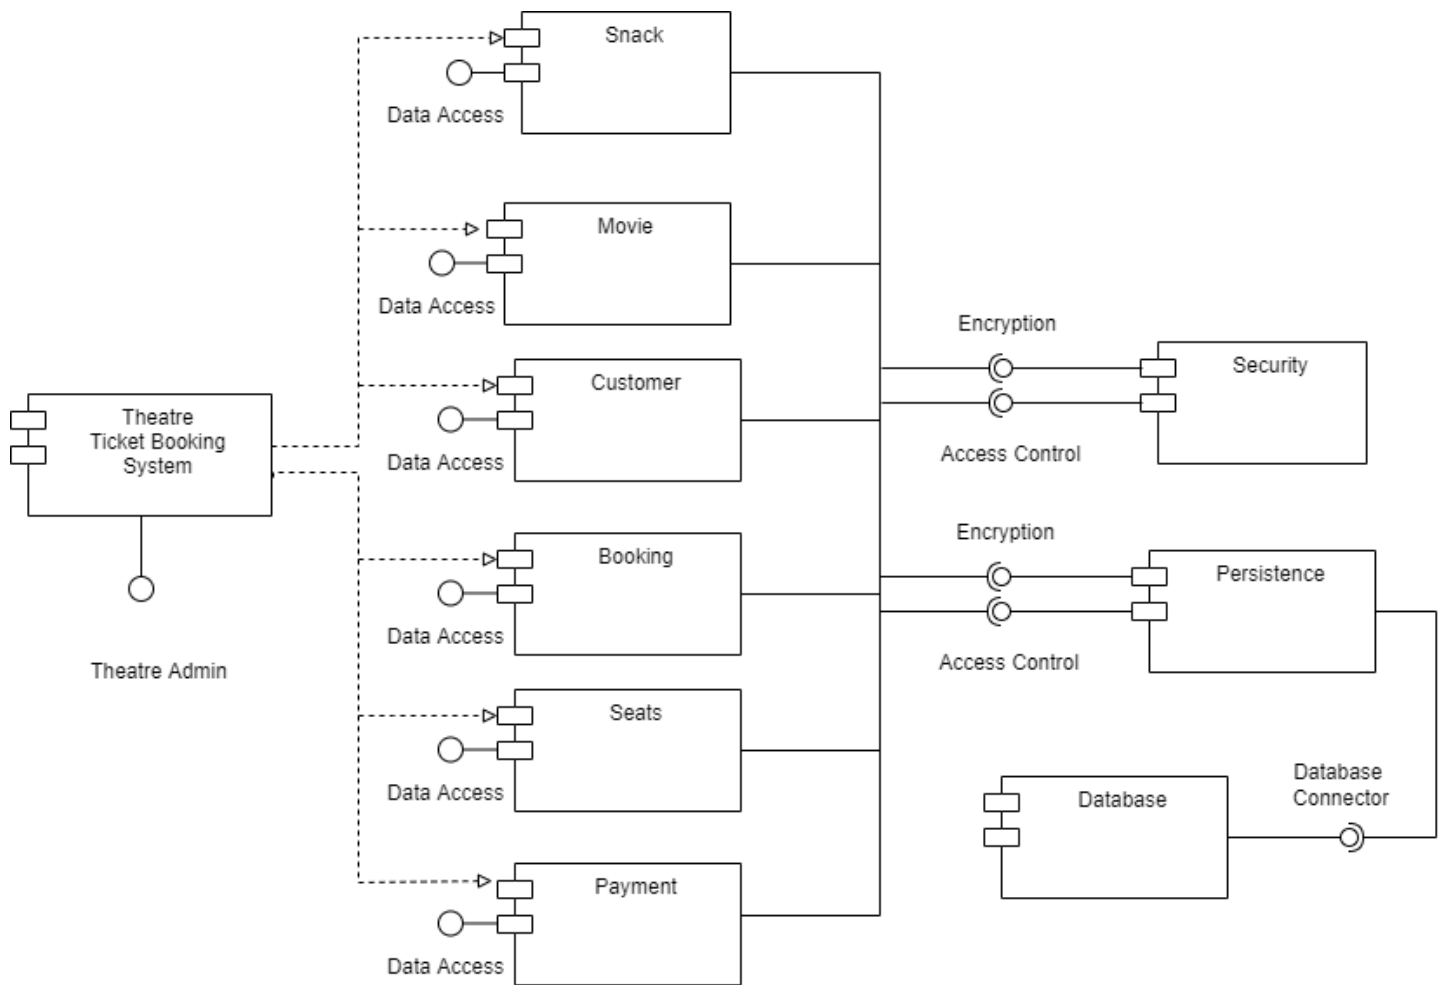 Snack
Data Access
Movie
Data Access
Encryption
Security
Customer
Theatre
Ticket Booking
System
Data Access
Access Control
Encryption
Booking
Persistence
Data Access
Access Control
Theatre Admin
Seats
Data Access
Database
Connector
Database
Payment
Data Access